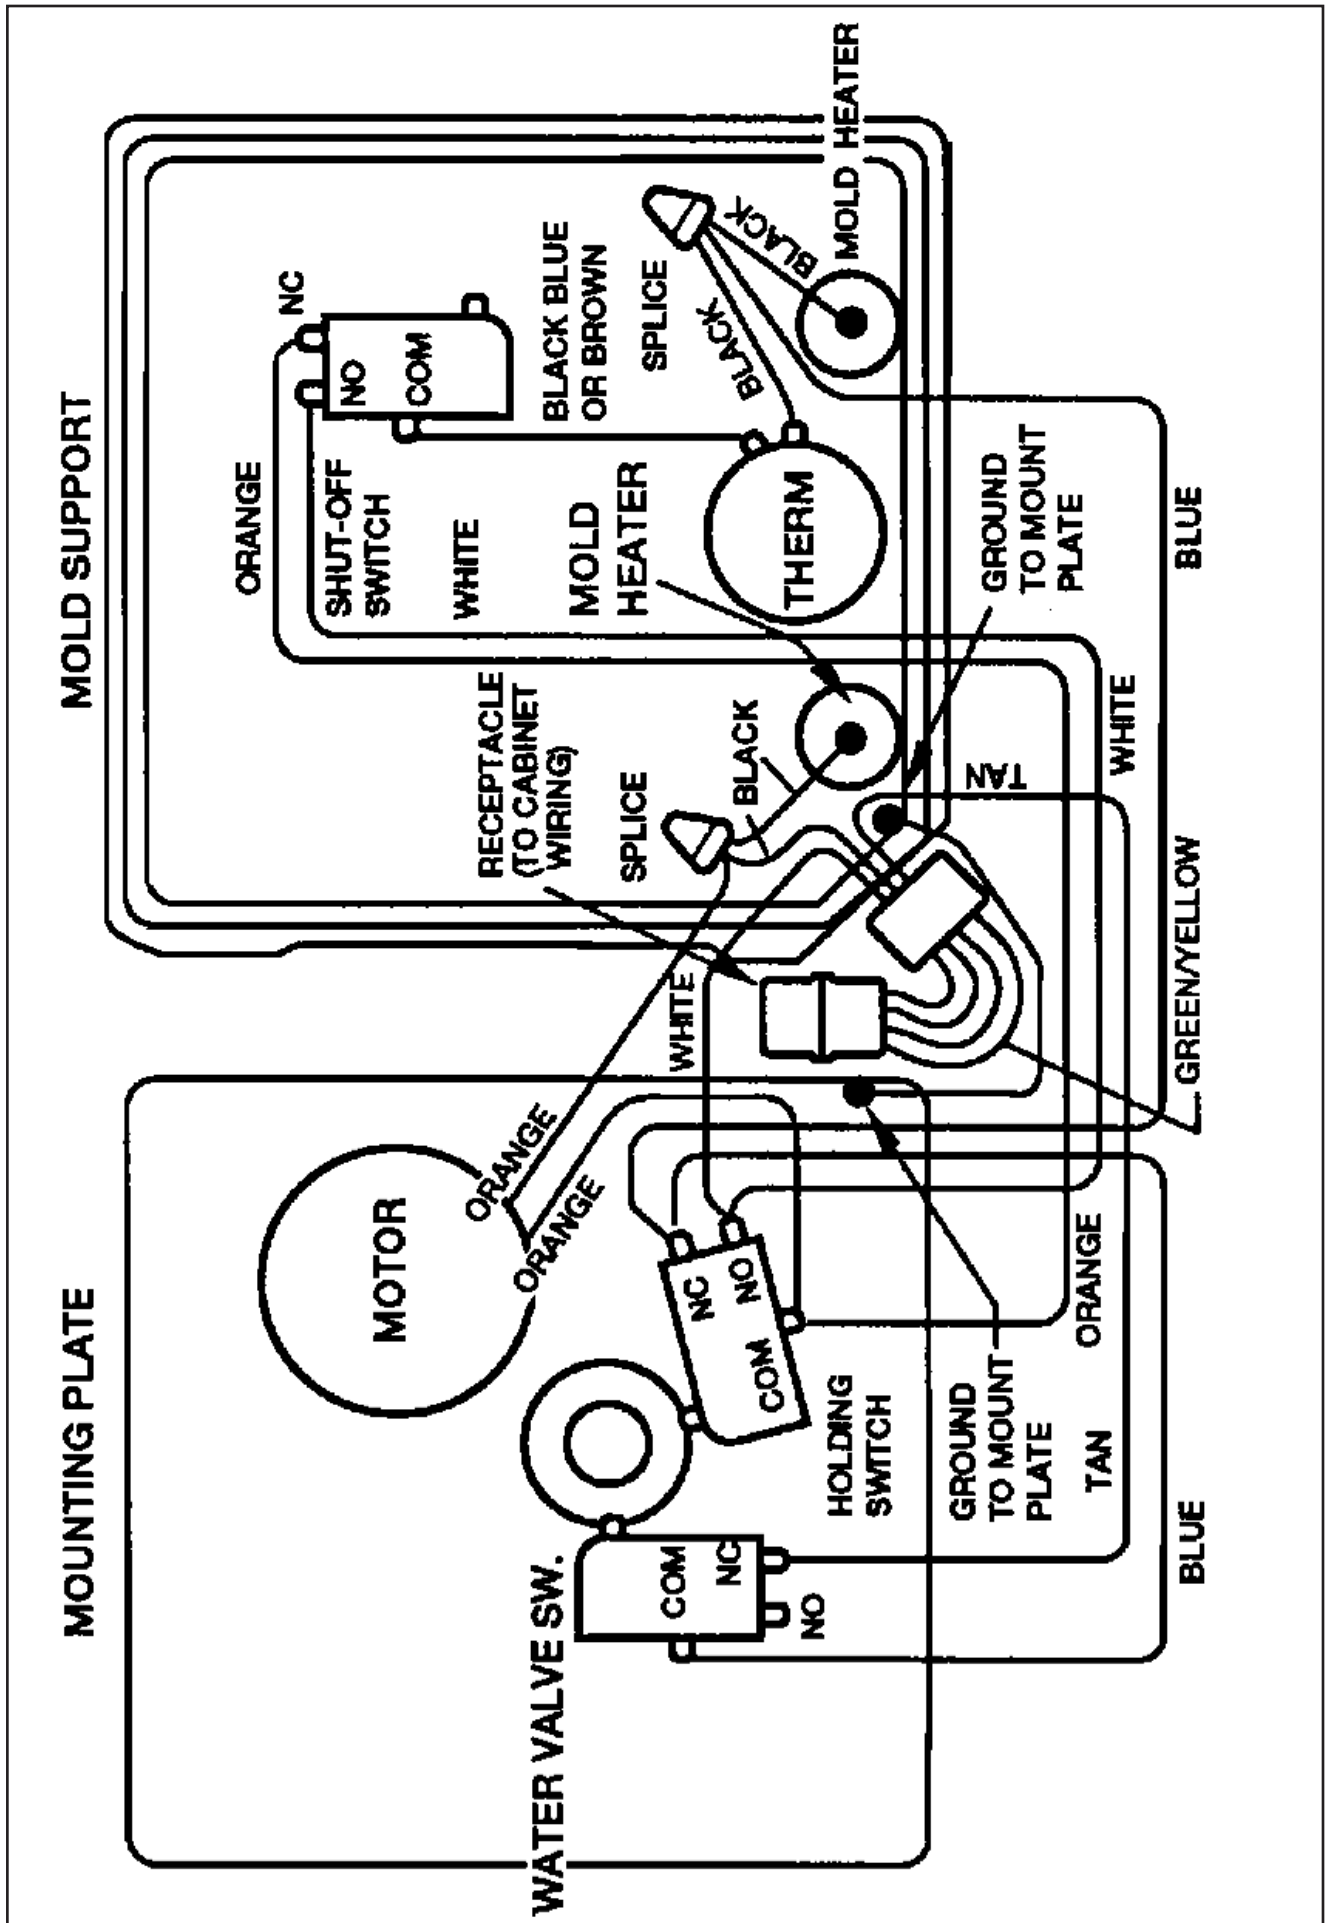 MOUNTING PLATE
MOLD SUPPORT
MOTOR
ORANGE
ORANGE
WATER VALVE SW.
COM
NC
NO
NC
NO
COM
HOLDING
SWITCH
GROUND
TO MOUNT
PLATE
TAN
ORANGE
BLUE
ORANGE
SHUT-OFF
SWITCH
WHITE
NC
NO
COM
BLACK BLUE
OR BROWN
MOLD
HEATER
RECEPTACLE
(TO CABINET
WIRING)
SPLICE
BLACK
WHITE
THERM
SPLICE
BLACK
BLACK
MOLD HEATER
GROUND
TO MOUNT
PLATE
TAN
WHITE
BLUE
GREEN/YELLOW